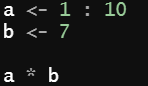 a <- 1 : 10
b <- 7
a * b